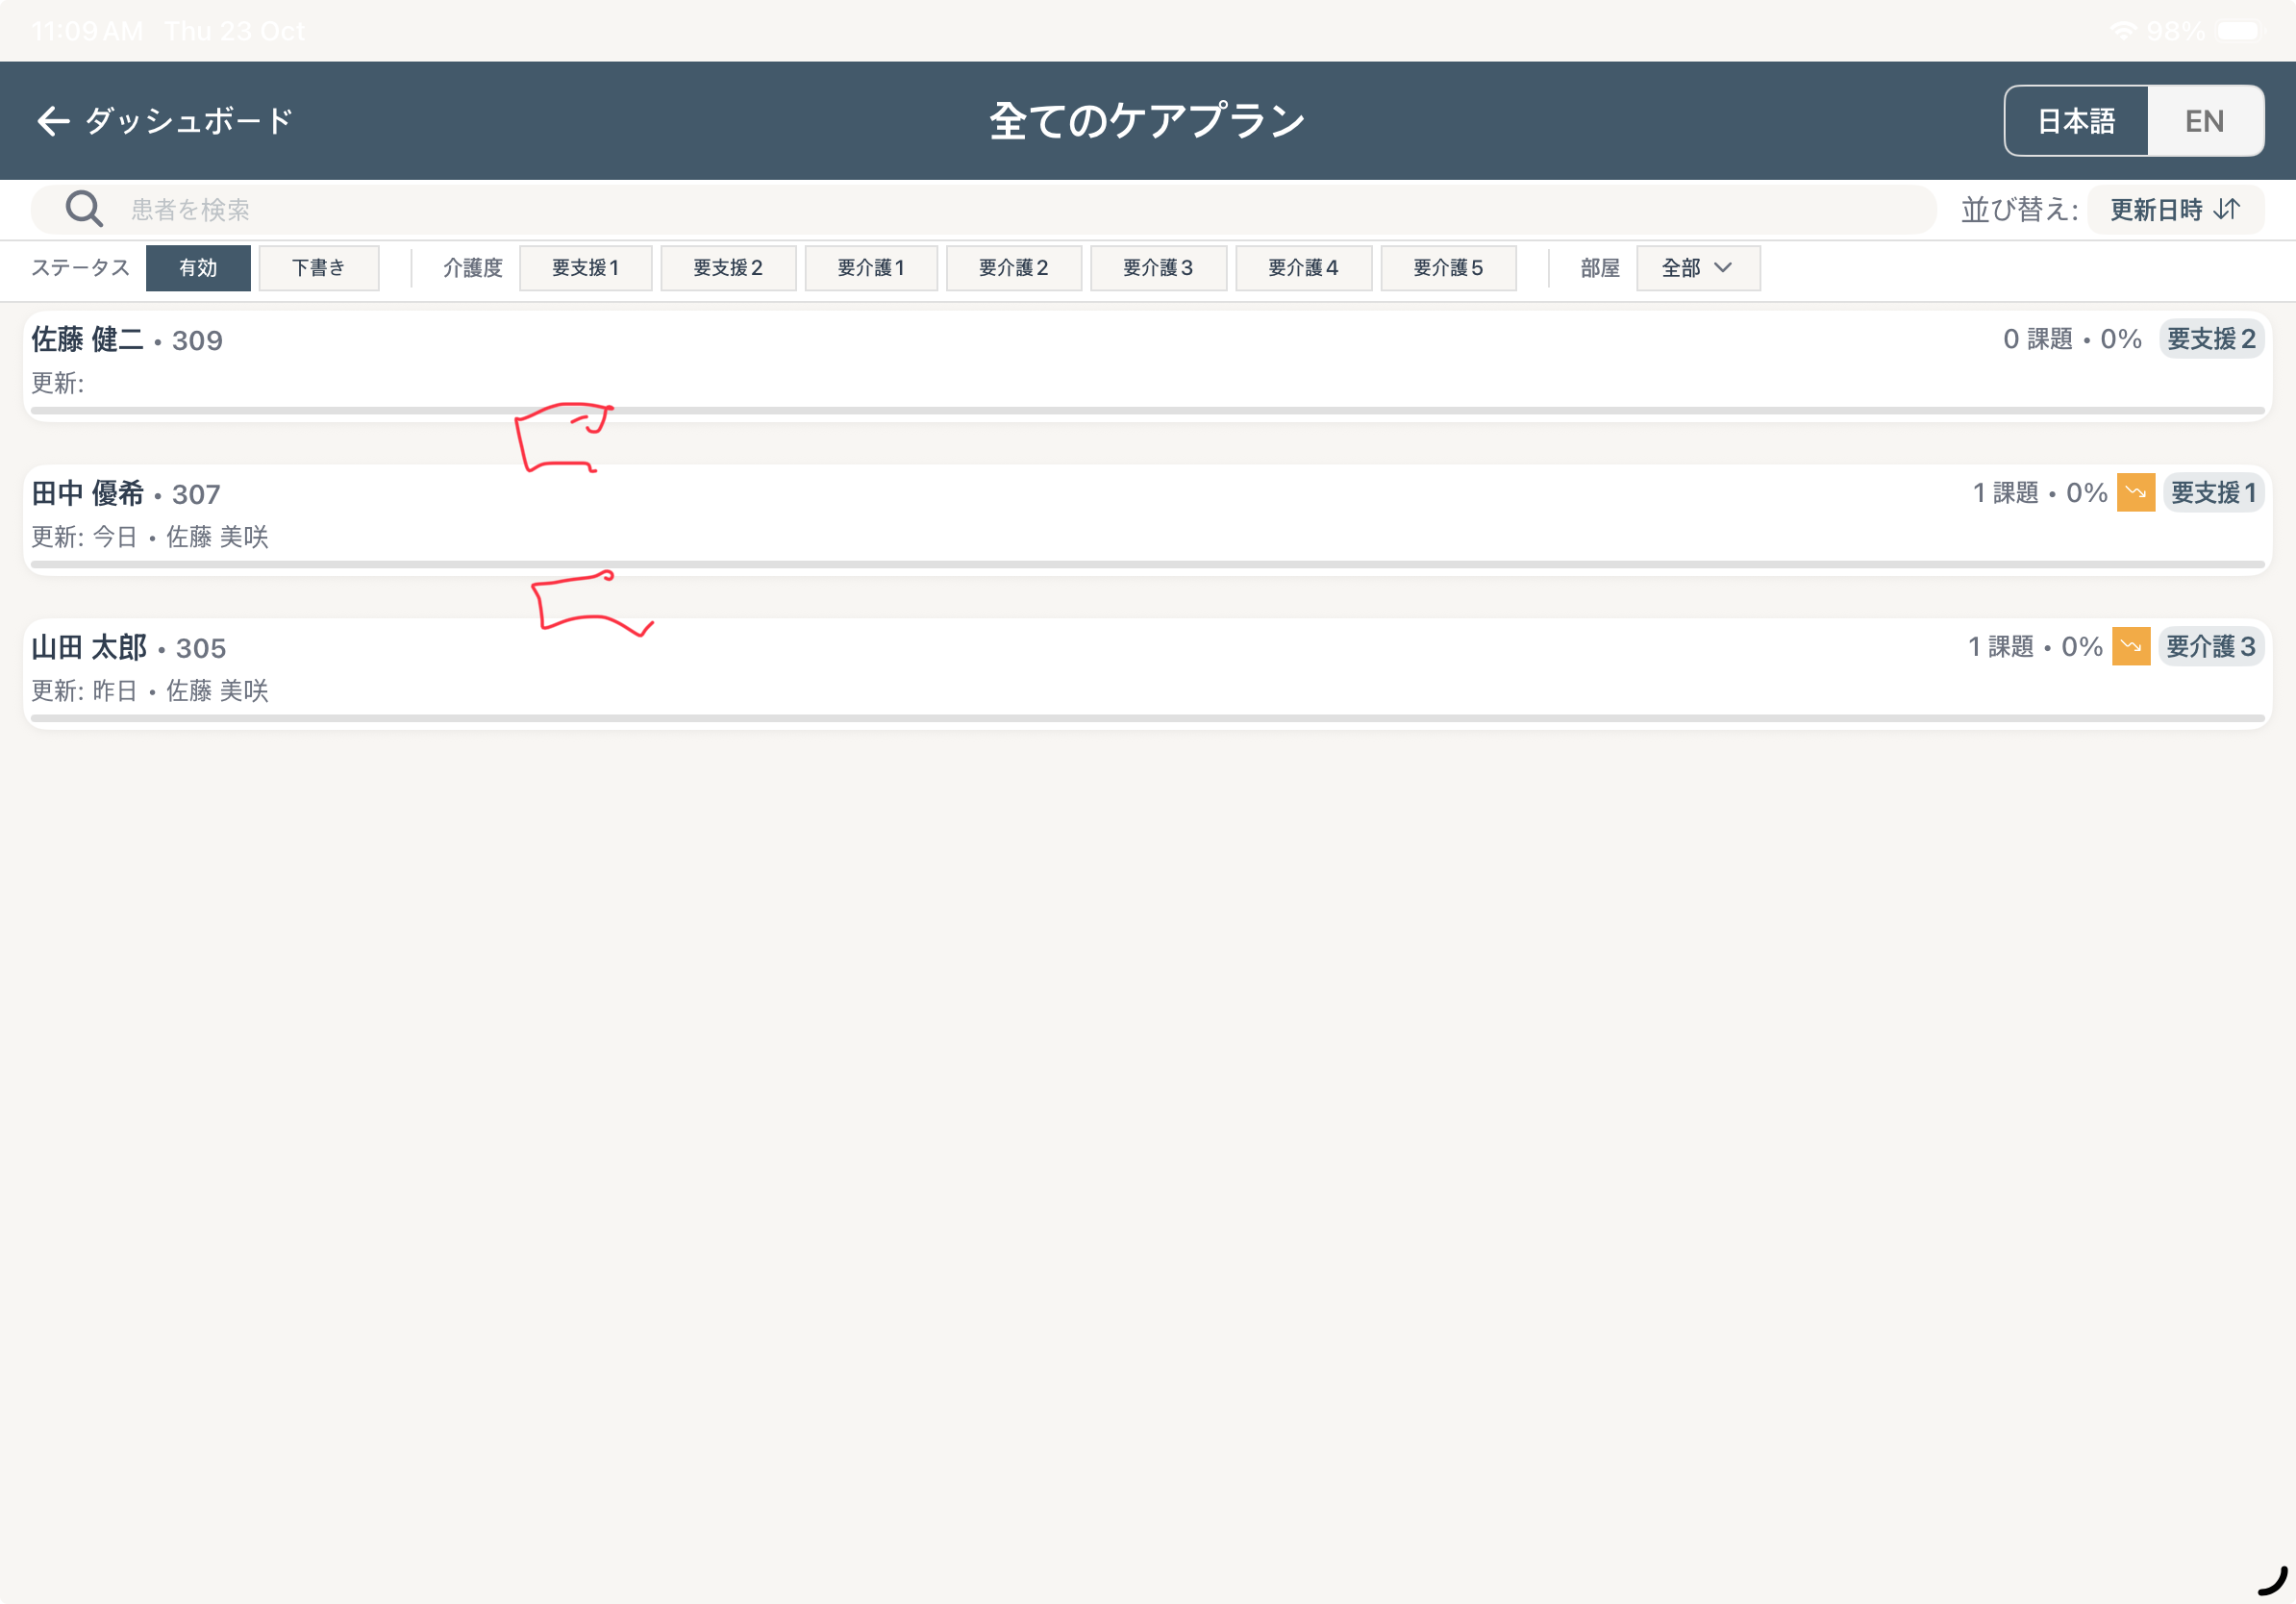 11:09 AM Thu 23 Oct 98%
← ダッシュボード 全てのケアプラン 日本語 EN
患者を検索 並び替え: 更新日時
ステータス 有効 下書き 介護度 要支援1 要支援2 要介護1 要介護2 要介護3 要介護4 要介護5 部屋 全部
佐藤 健二 • 309 0 課題 • 0% 要支援2
更新:
田中 優希 • 307 1 課題 • 0% 要支援1
更新: 今日 • 佐藤 美咲
山田 太郎 • 305 1 課題 • 0% 要介護3
更新: 昨日 • 佐藤 美咲